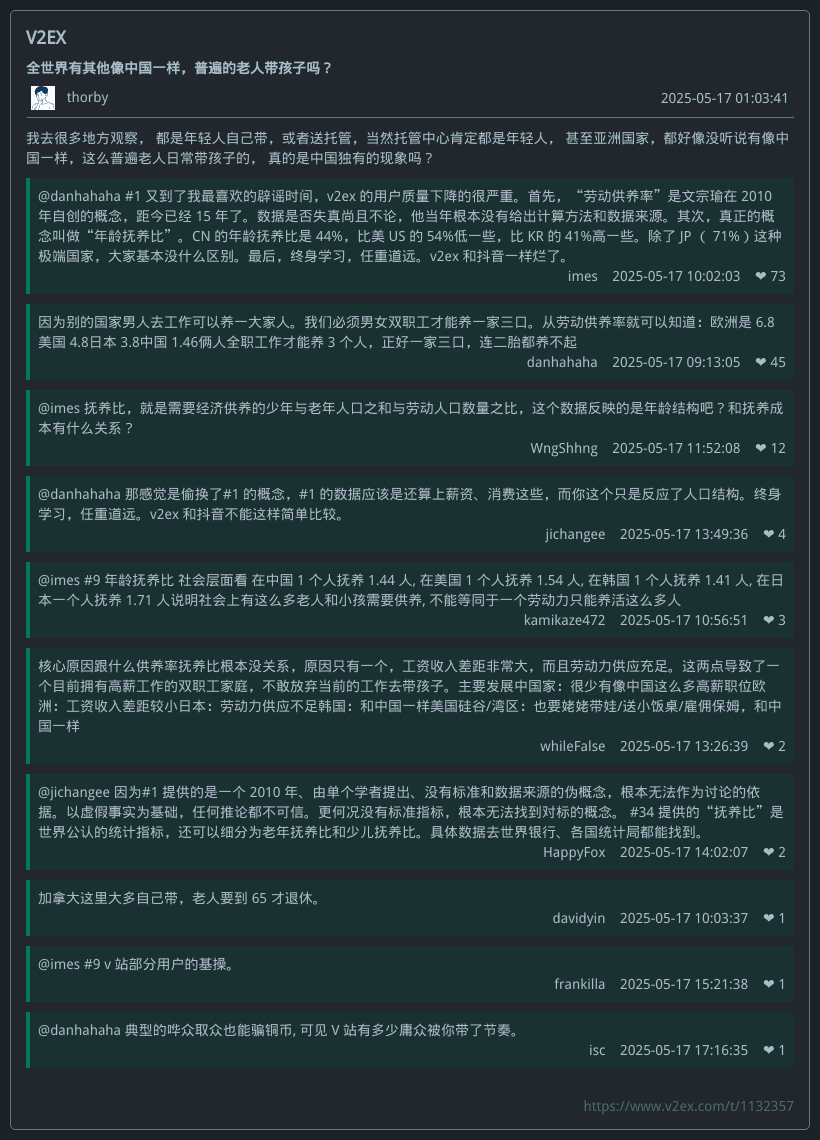 V2EX
全世界有其他像中国一样，普遍的老人带孩子吗？
thorby
2025-05-17 01:03:41
我去很多地方观察， 都是年轻人自己带，或者送托管，当然托管中心肯定都是年轻人， 甚至亚洲国家，都好像没听说有像中
国一样，这么普遍老人日常带孩子的， 真的是中国独有的现象吗？
@danhahaha #1 又到了我最喜欢的辟谣时间，v2ex 的用户质量下降的很严重。首先， “劳动供养率”是文宗瑜在 2010
年自创的概念，距今已经 15 年了。数据是否失真尚且不论，他当年根本没有给出计算方法和数据来源。其次，真正的概
念叫做“年龄抚养比”。CN 的年龄抚养比是 44%，比美 US 的 54%低一些，比 KR 的 41%高一些。除了 JP （ 71%）这种
极端国家，大家基本没什么区别。最后，终身学习，任重道远。v2ex 和抖音一样烂了。
imes 2025-05-17 10:02:03 ❤ 73
因为别的国家男人去工作可以养一大家人。我们必须男女双职工才能养一家三口。从劳动供养率就可以知道：欧洲是 6.8
美国 4.8日本 3.8中国 1.46俩人全职工作才能养 3 个人，正好一家三口，连二胎都养不起
danhahaha 2025-05-17 09:13:05 ❤ 45
@imes 抚养比，就是需要经济供养的少年与老年人口之和与劳动人口数量之比，这个数据反映的是年龄结构吧？和抚养成
本有什么关系？
WngShhng 2025-05-17 11:52:08 ❤ 12
@danhahaha 那感觉是偷换了#1 的概念，#1 的数据应该是还算上薪资、消费这些，而你这个只是反应了人口结构。终身
学习，任重道远。v2ex 和抖音不能这样简单比较。
jichangee 2025-05-17 13:49:36 ❤ 4
@imes #9 年龄抚养比 社会层面看 在中国 1 个人抚养 1.44 人, 在美国 1 个人抚养 1.54 人, 在韩国 1 个人抚养 1.41 人, 在日
本一个人抚养 1.71 人说明社会上有这么多老人和小孩需要供养, 不能等同于一个劳动力只能养活这么多人
kamikaze472 2025-05-17 10:56:51 ❤ 3
核心原因跟什么供养率抚养比根本没关系，原因只有一个，工资收入差距非常大，而且劳动力供应充足。这两点导致了一
个目前拥有高薪工作的双职工家庭，不敢放弃当前的工作去带孩子。主要发展中国家：很少有像中国这么多高薪职位欧
洲：工资收入差距较小日本：劳动力供应不足韩国：和中国一样美国硅谷/湾区：也要姥姥带娃/送小饭桌/雇佣保姆，和中
国一样
whileFalse 2025-05-17 13:26:39 ❤ 2
@jichangee 因为#1 提供的是一个 2010 年、由单个学者提出、没有标准和数据来源的伪概念，根本无法作为讨论的依
据。以虚假事实为基础，任何推论都不可信。更何况没有标准指标，根本无法找到对标的概念。 #34 提供的“抚养比”是
世界公认的统计指标，还可以细分为老年抚养比和少儿抚养比。具体数据去世界银行、各国统计局都能找到。
HappyFox 2025-05-17 14:02:07 ❤ 2
加拿大这里大多自己带，老人要到 65 才退休。
davidyin 2025-05-17 10:03:37 ❤ 1
@imes #9 v 站部分用户的基操。
frankilla 2025-05-17 15:21:38 ❤ 1
@danhahaha 典型的哗众取众也能骗铜币, 可见 V 站有多少庸众被你带了节奏。
isc 2025-05-17 17:16:35 ❤ 1
https://www.v2ex.com/t/1132357